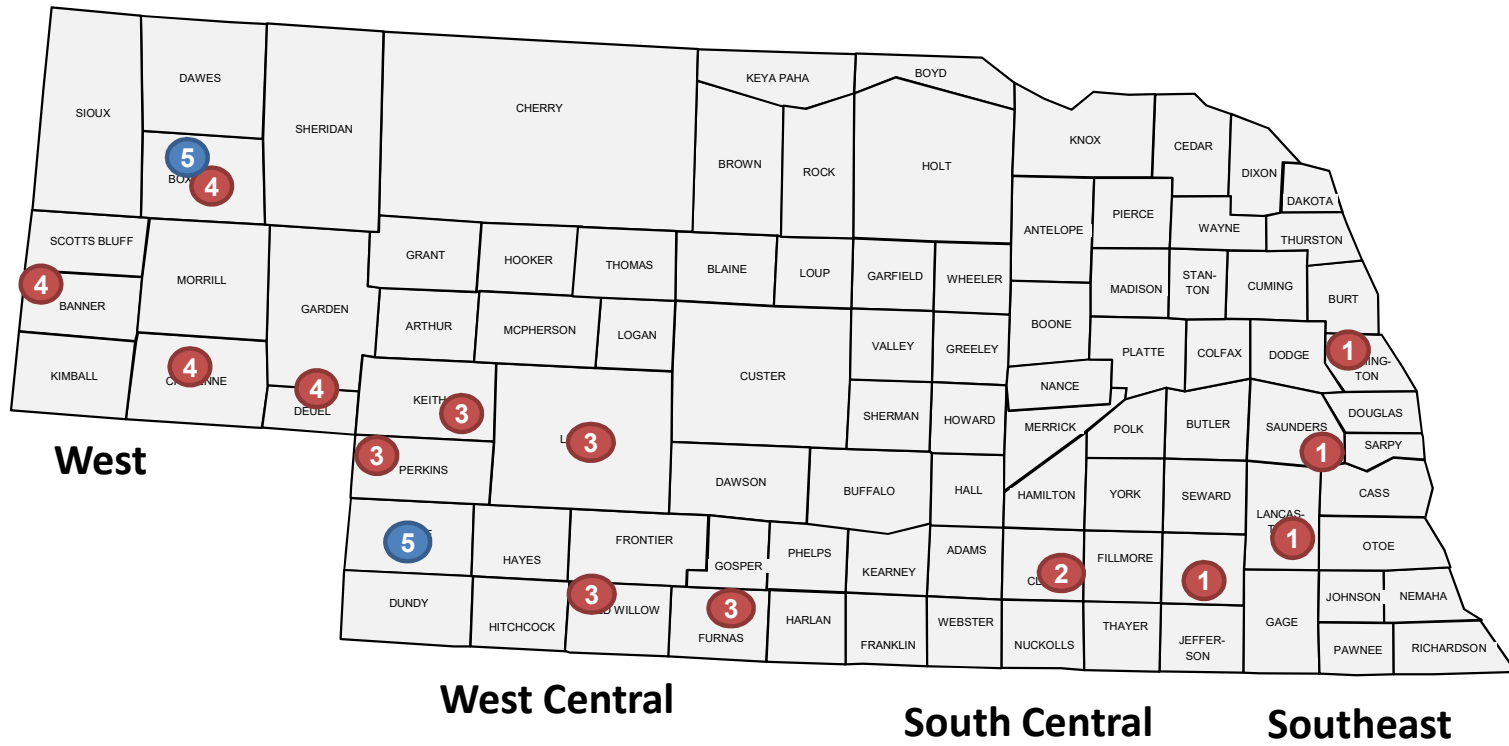 KEYA PAHA
BOYD
DAWES
SIOUX
CHERRY
SHERIDAN
KNOX
CEDAR
BROWN
ROCK
HOLT
DIXON
5
BOX
4
DAKOTA
PIERCE
WAYNE
ANTELOPE
THURSTON
SCOTTS BLUFF
GRANT
HOOKER
THOMAS
BLAINE
LOUP
GARFIELD
WHEELER
STAN-
TON
MADISON
CUMING
MORRILL
4
BANNER
GARDEN
BURT
ARTHUR
MCPHERSON
LOGAN
BOONE
VALLEY
GREELEY
PLATTE
COLFAX
DODGE
1
ING-
TON
KIMBALL
4
4
DEUEL
CUSTER
NANCE
KEITH
3
SHERMAN
HOWARD
MERRICK
POLK
BUTLER
SAUNDERS
DOUGLAS
West
3
PERKINS
3
1
SARPY
DAWSON
BUFFALO
HALL
HAMILTON
YORK
SEWARD
CASS
LANCAS-
1
5
HAYES
FRONTIER
GOSPER
PHELPS
KEARNEY
ADAMS
FILLMORE
OTOE
2
1
DUNDY
HITCHCOCK
3
WILLOW
3
FURNAS
HARLAN
FRANKLIN
WEBSTER
NUCKOLLS
THAYER
JEFFER-
SON
GAGE
JOHNSON
NEMAHA
PAWNEE
RICHARDSON
West Central
South Central
Southeast